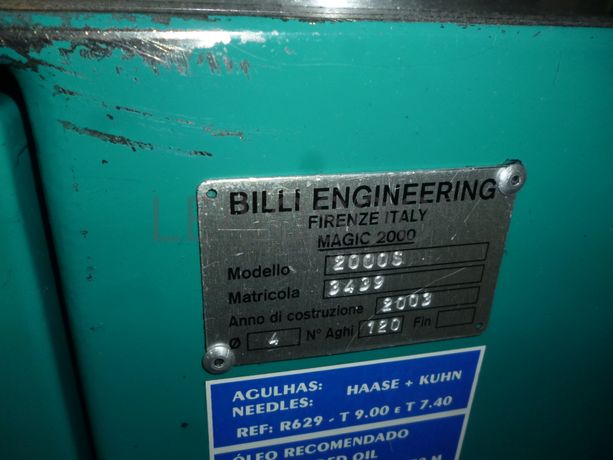 BILLI ENGINEERING
FIRENZE ITALY
MAGIC 2000
Modello 2000S
Matricola 3439
Anno di costruzione 2003
Ø 4 N° Aghi 120 Fin
AGULHAS: HAASE + KUHN
NEEDLES:
REF: R629 - T 9.00 E T 7.40
ÓLEO RECOMENDADO
OIL